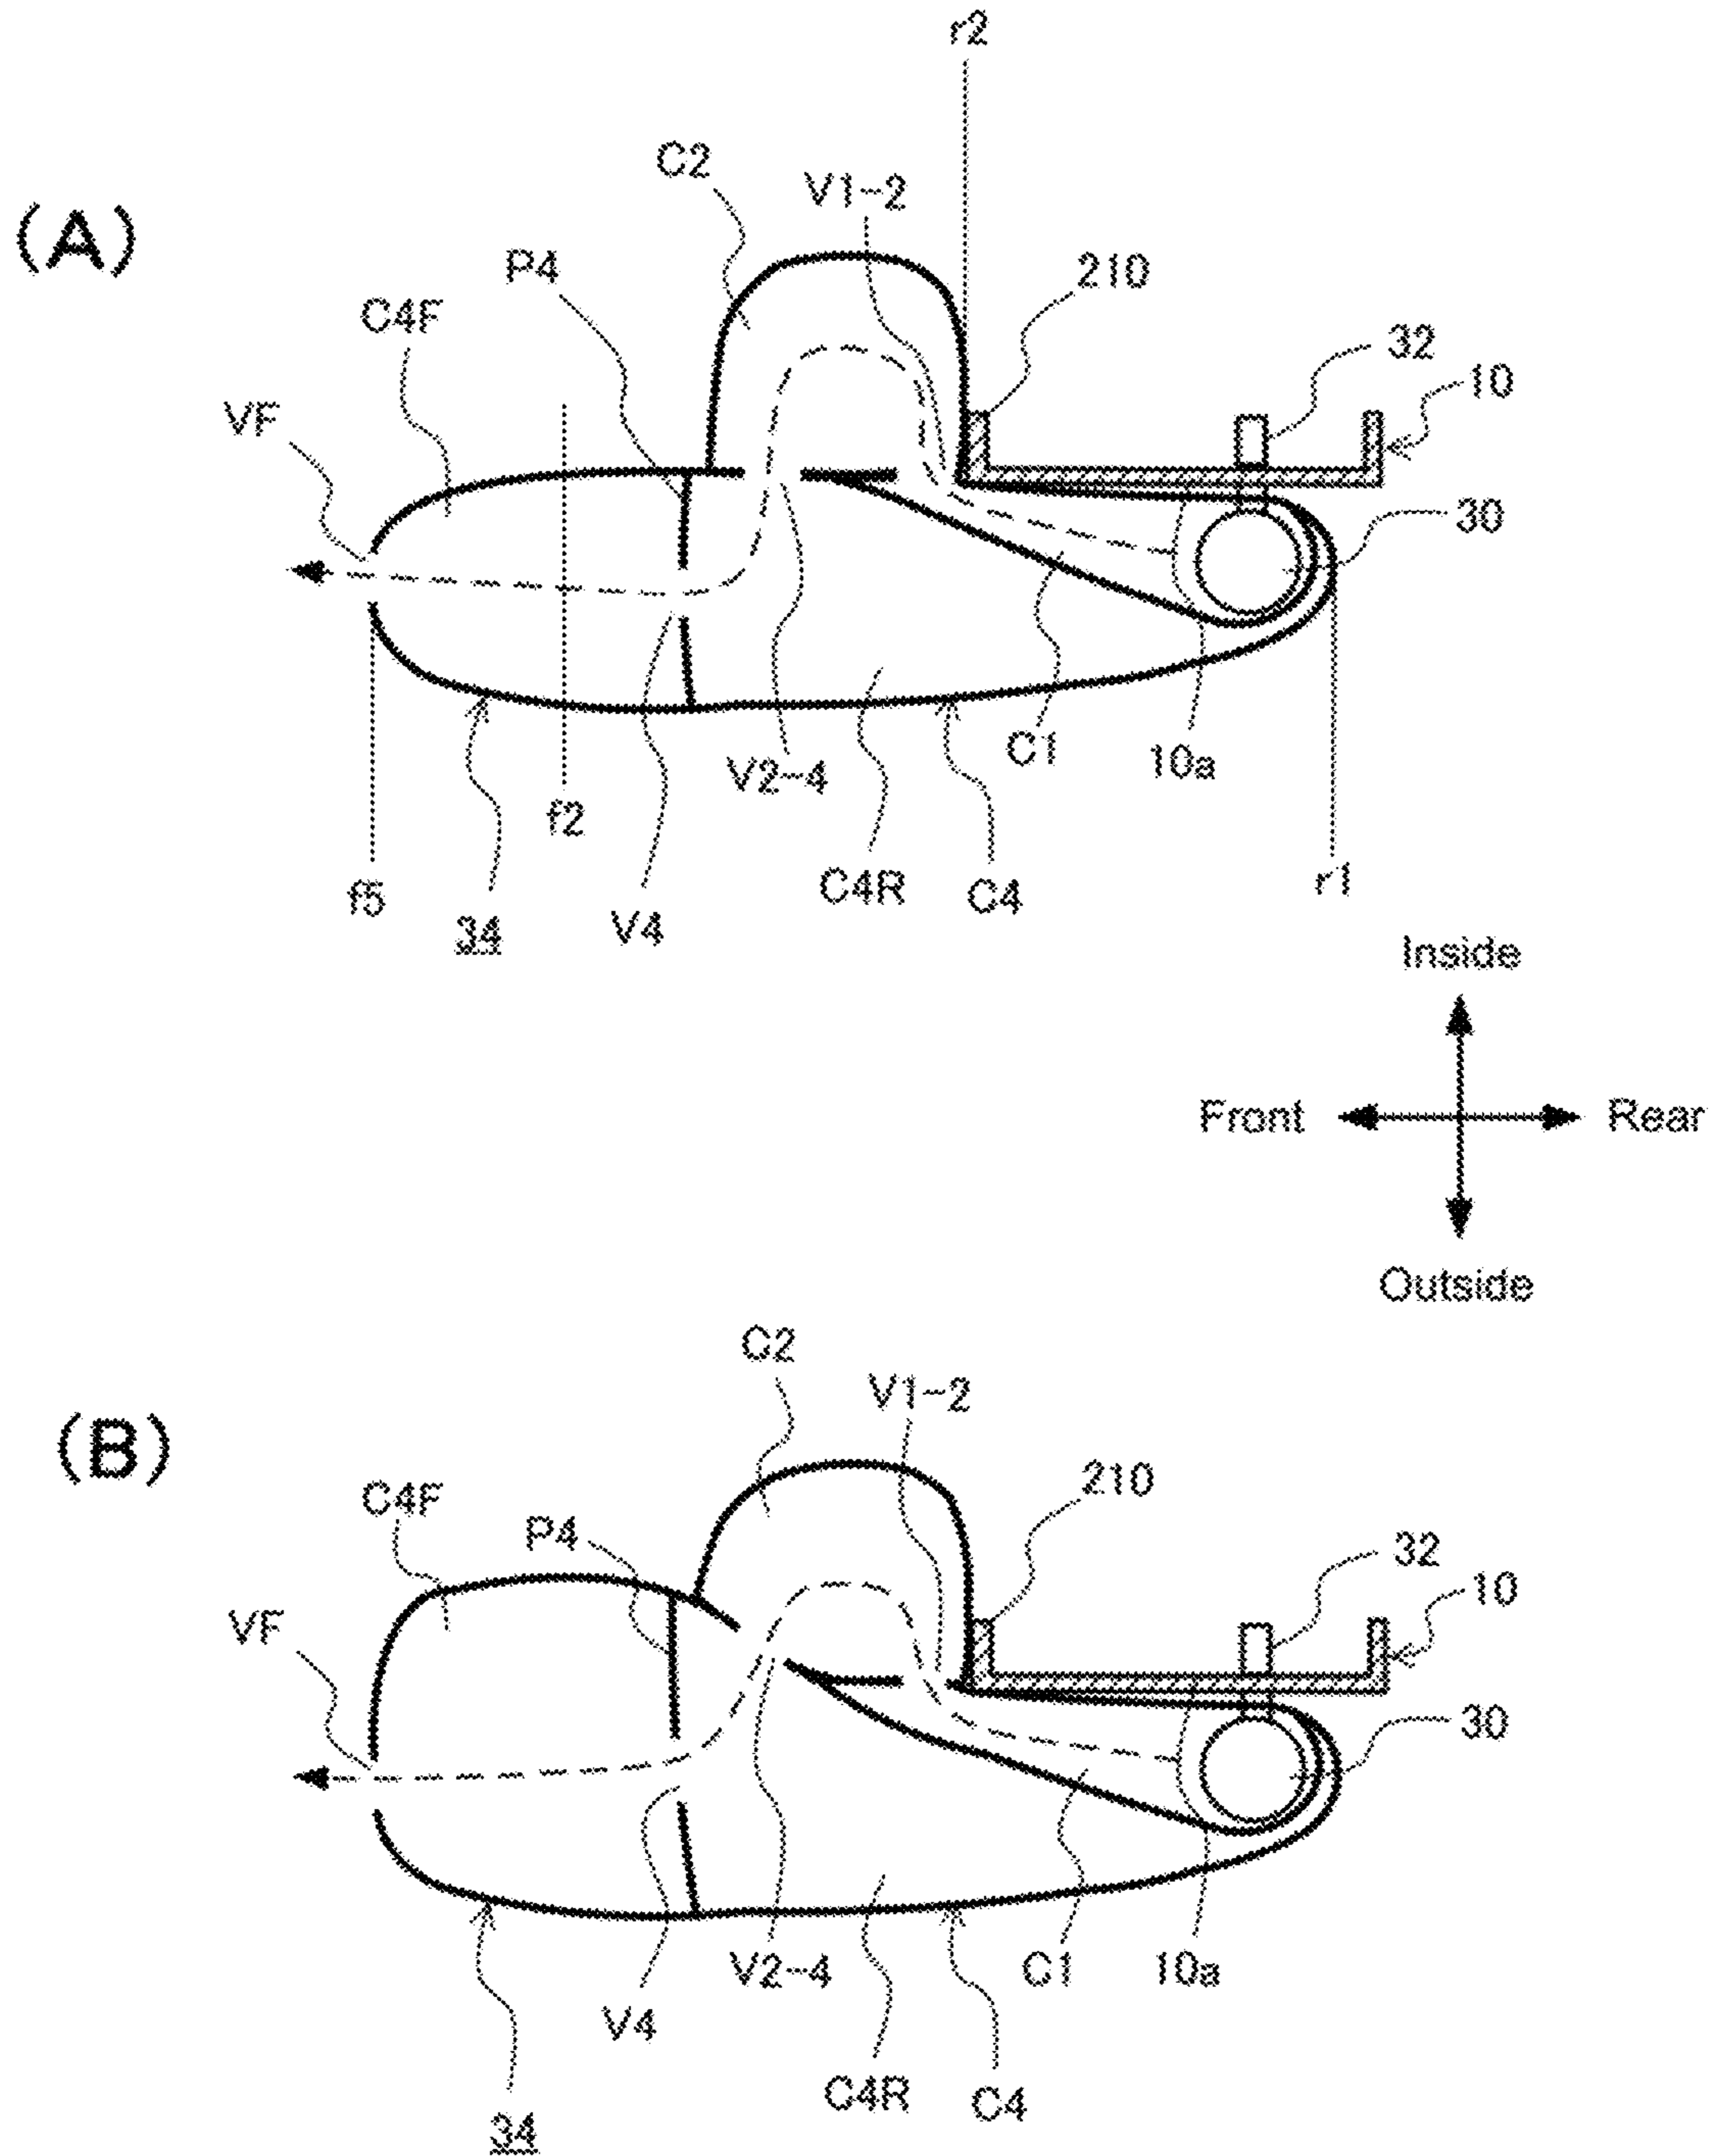 (A)
r2
C2
V1-2
P4
210
C4F
32
10
VF
30
C1
10a
V2-4
f2
C4R
C4
r1
f5
34
V4
Inside
Front
Rear
Outside
(B)
C2
V1-2
C4F
210
P4
32
10
VF
30
C1
10a
V2-4
V4
C4R
C4
34